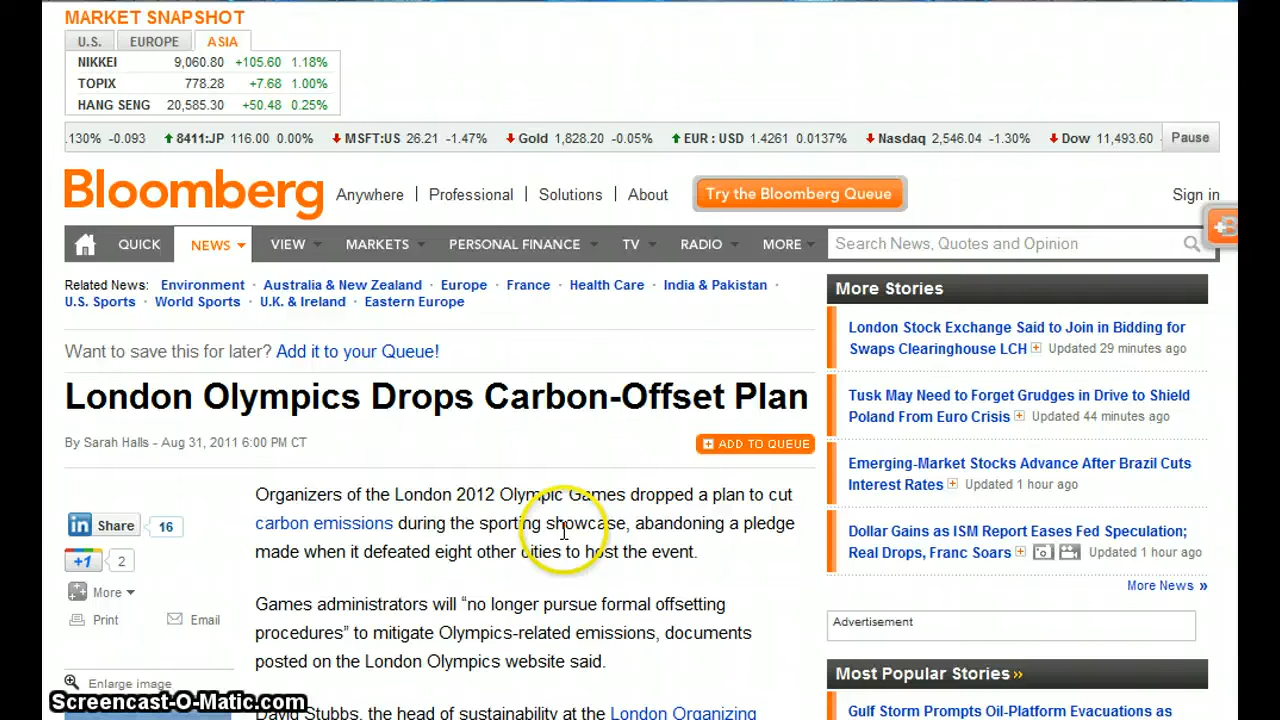 MARKET SNAPSHOT
U.S. EUROPE ASIA
NIKKEI 9,060.80 +105.60 1.18%
TOPIX 778.28 +7.68 1.00%
HANG SENG 20,585.30 +50.48 0.25%
.130% -0.093 8411:JP 116.00 0.00% MSFT:US 26.21 -1.47% Gold 1,828.20 -0.05% EUR : USD 1.4261 0.0137% Nasdaq 2,546.04 -1.30% Dow 11,493.60 Pause
Bloomberg Anywhere | Professional | Solutions | About Try the Bloomberg Queue Sign in
QUICK NEWS VIEW MARKETS PERSONAL FINANCE TV RADIO MORE Search News, Quotes and Opinion
Related News: Environment · Australia & New Zealand · Europe · France · Health Care · India & Pakistan ·
U.S. Sports · World Sports · U.K. & Ireland · Eastern Europe
Want to save this for later? Add it to your Queue!
London Olympics Drops Carbon-Offset Plan
By Sarah Halls - Aug 31, 2011 6:00 PM CT
ADD TO QUEUE
in Share 16
+1 2
More
Print Email
Enlarge image
Organizers of the London 2012 Olympic Games dropped a plan to cut
carbon emissions during the sporting showcase, abandoning a pledge
made when it defeated eight other cities to host the event.
Games administrators will “no longer pursue formal offsetting
procedures” to mitigate Olympics-related emissions, documents
posted on the London Olympics website said.
David Stubbs, the head of sustainability at the London Organizing
More Stories
London Stock Exchange Said to Join in Bidding for
Swaps Clearinghouse LCH Updated 29 minutes ago
Tusk May Need to Forget Grudges in Drive to Shield
Poland From Euro Crisis Updated 44 minutes ago
Emerging-Market Stocks Advance After Brazil Cuts
Interest Rates Updated 1 hour ago
Dollar Gains as ISM Report Eases Fed Speculation;
Real Drops, Franc Soars Updated 1 hour ago
More News »
Advertisement
Most Popular Stories »
Gulf Storm Prompts Oil-Platform Evacuations as
Screencast-O-Matic.com